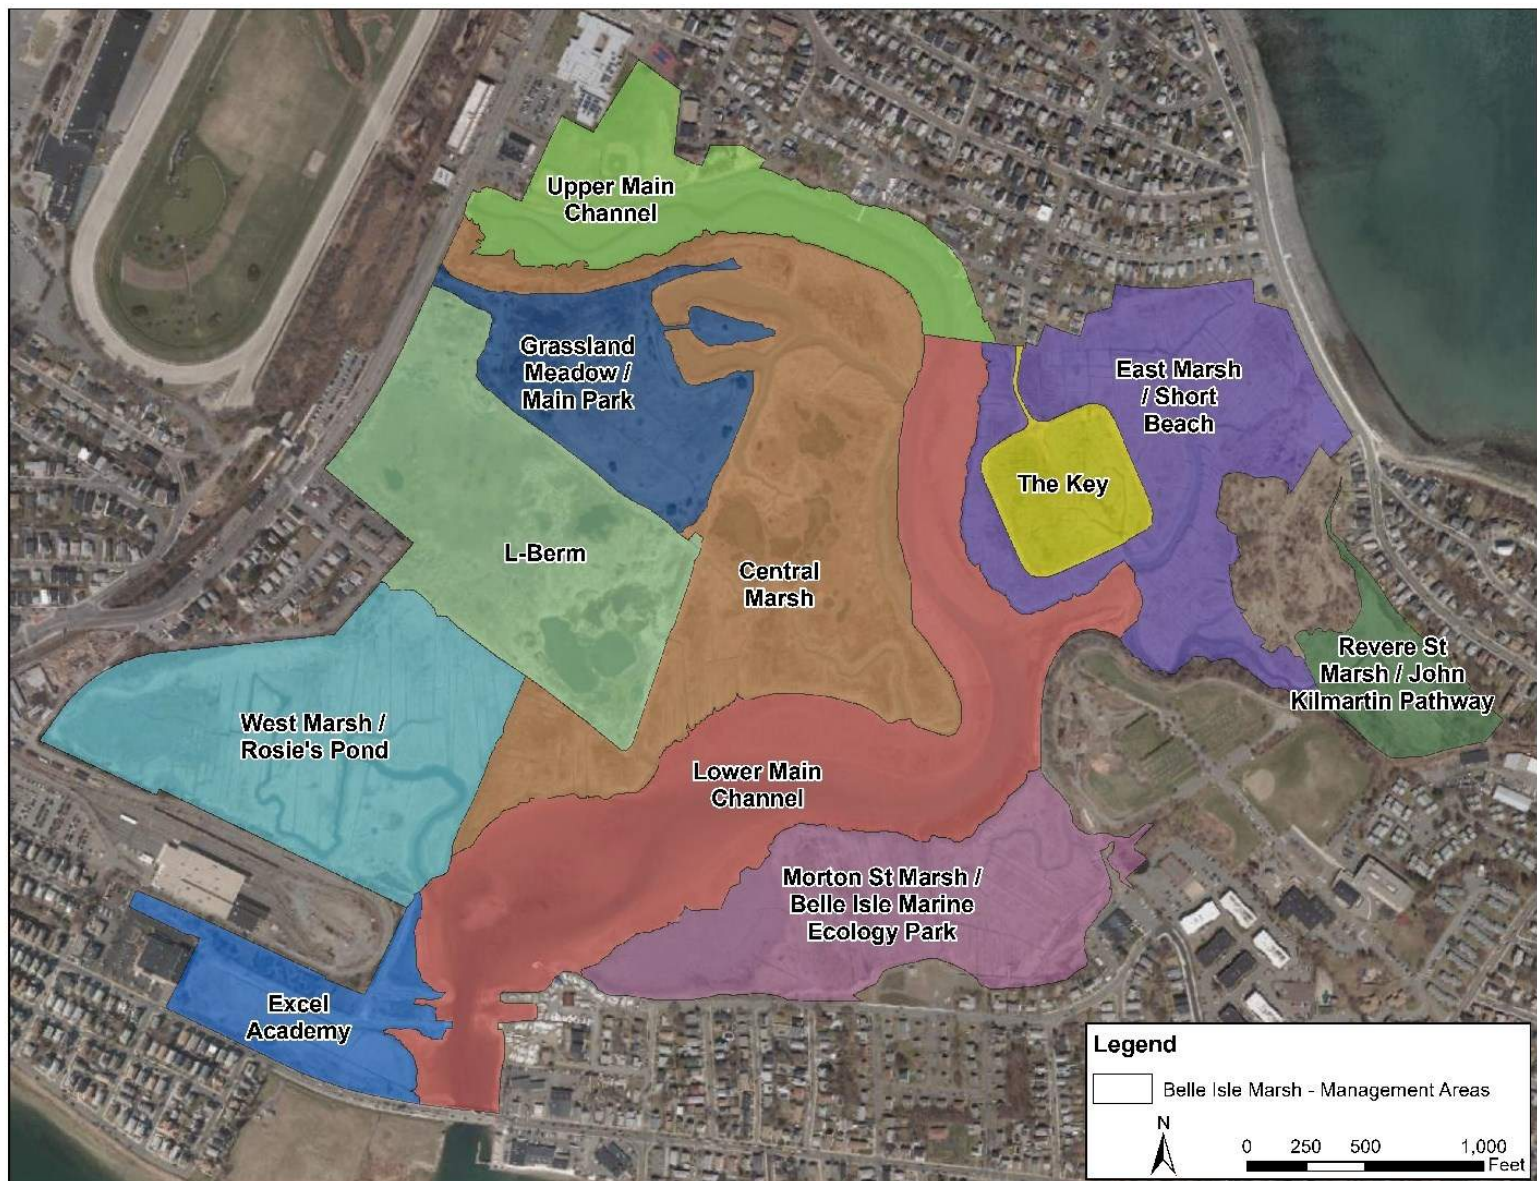 Upper Main
Channel
Grassland
Meadow /
Main Park
East Marsh
/ Short
Beach
The Key
L-Berm
Central
Marsh
Revere St
Marsh / John
Kilmartin Pathway
West Marsh /
Rosie's Pond
Lower Main
Channel
Morton St Marsh /
Belle Isle Marine
Ecology Park
Excel
Academy
Legend
Belle Isle Marsh - Management Areas
N
0 250 500 1,000
Feet